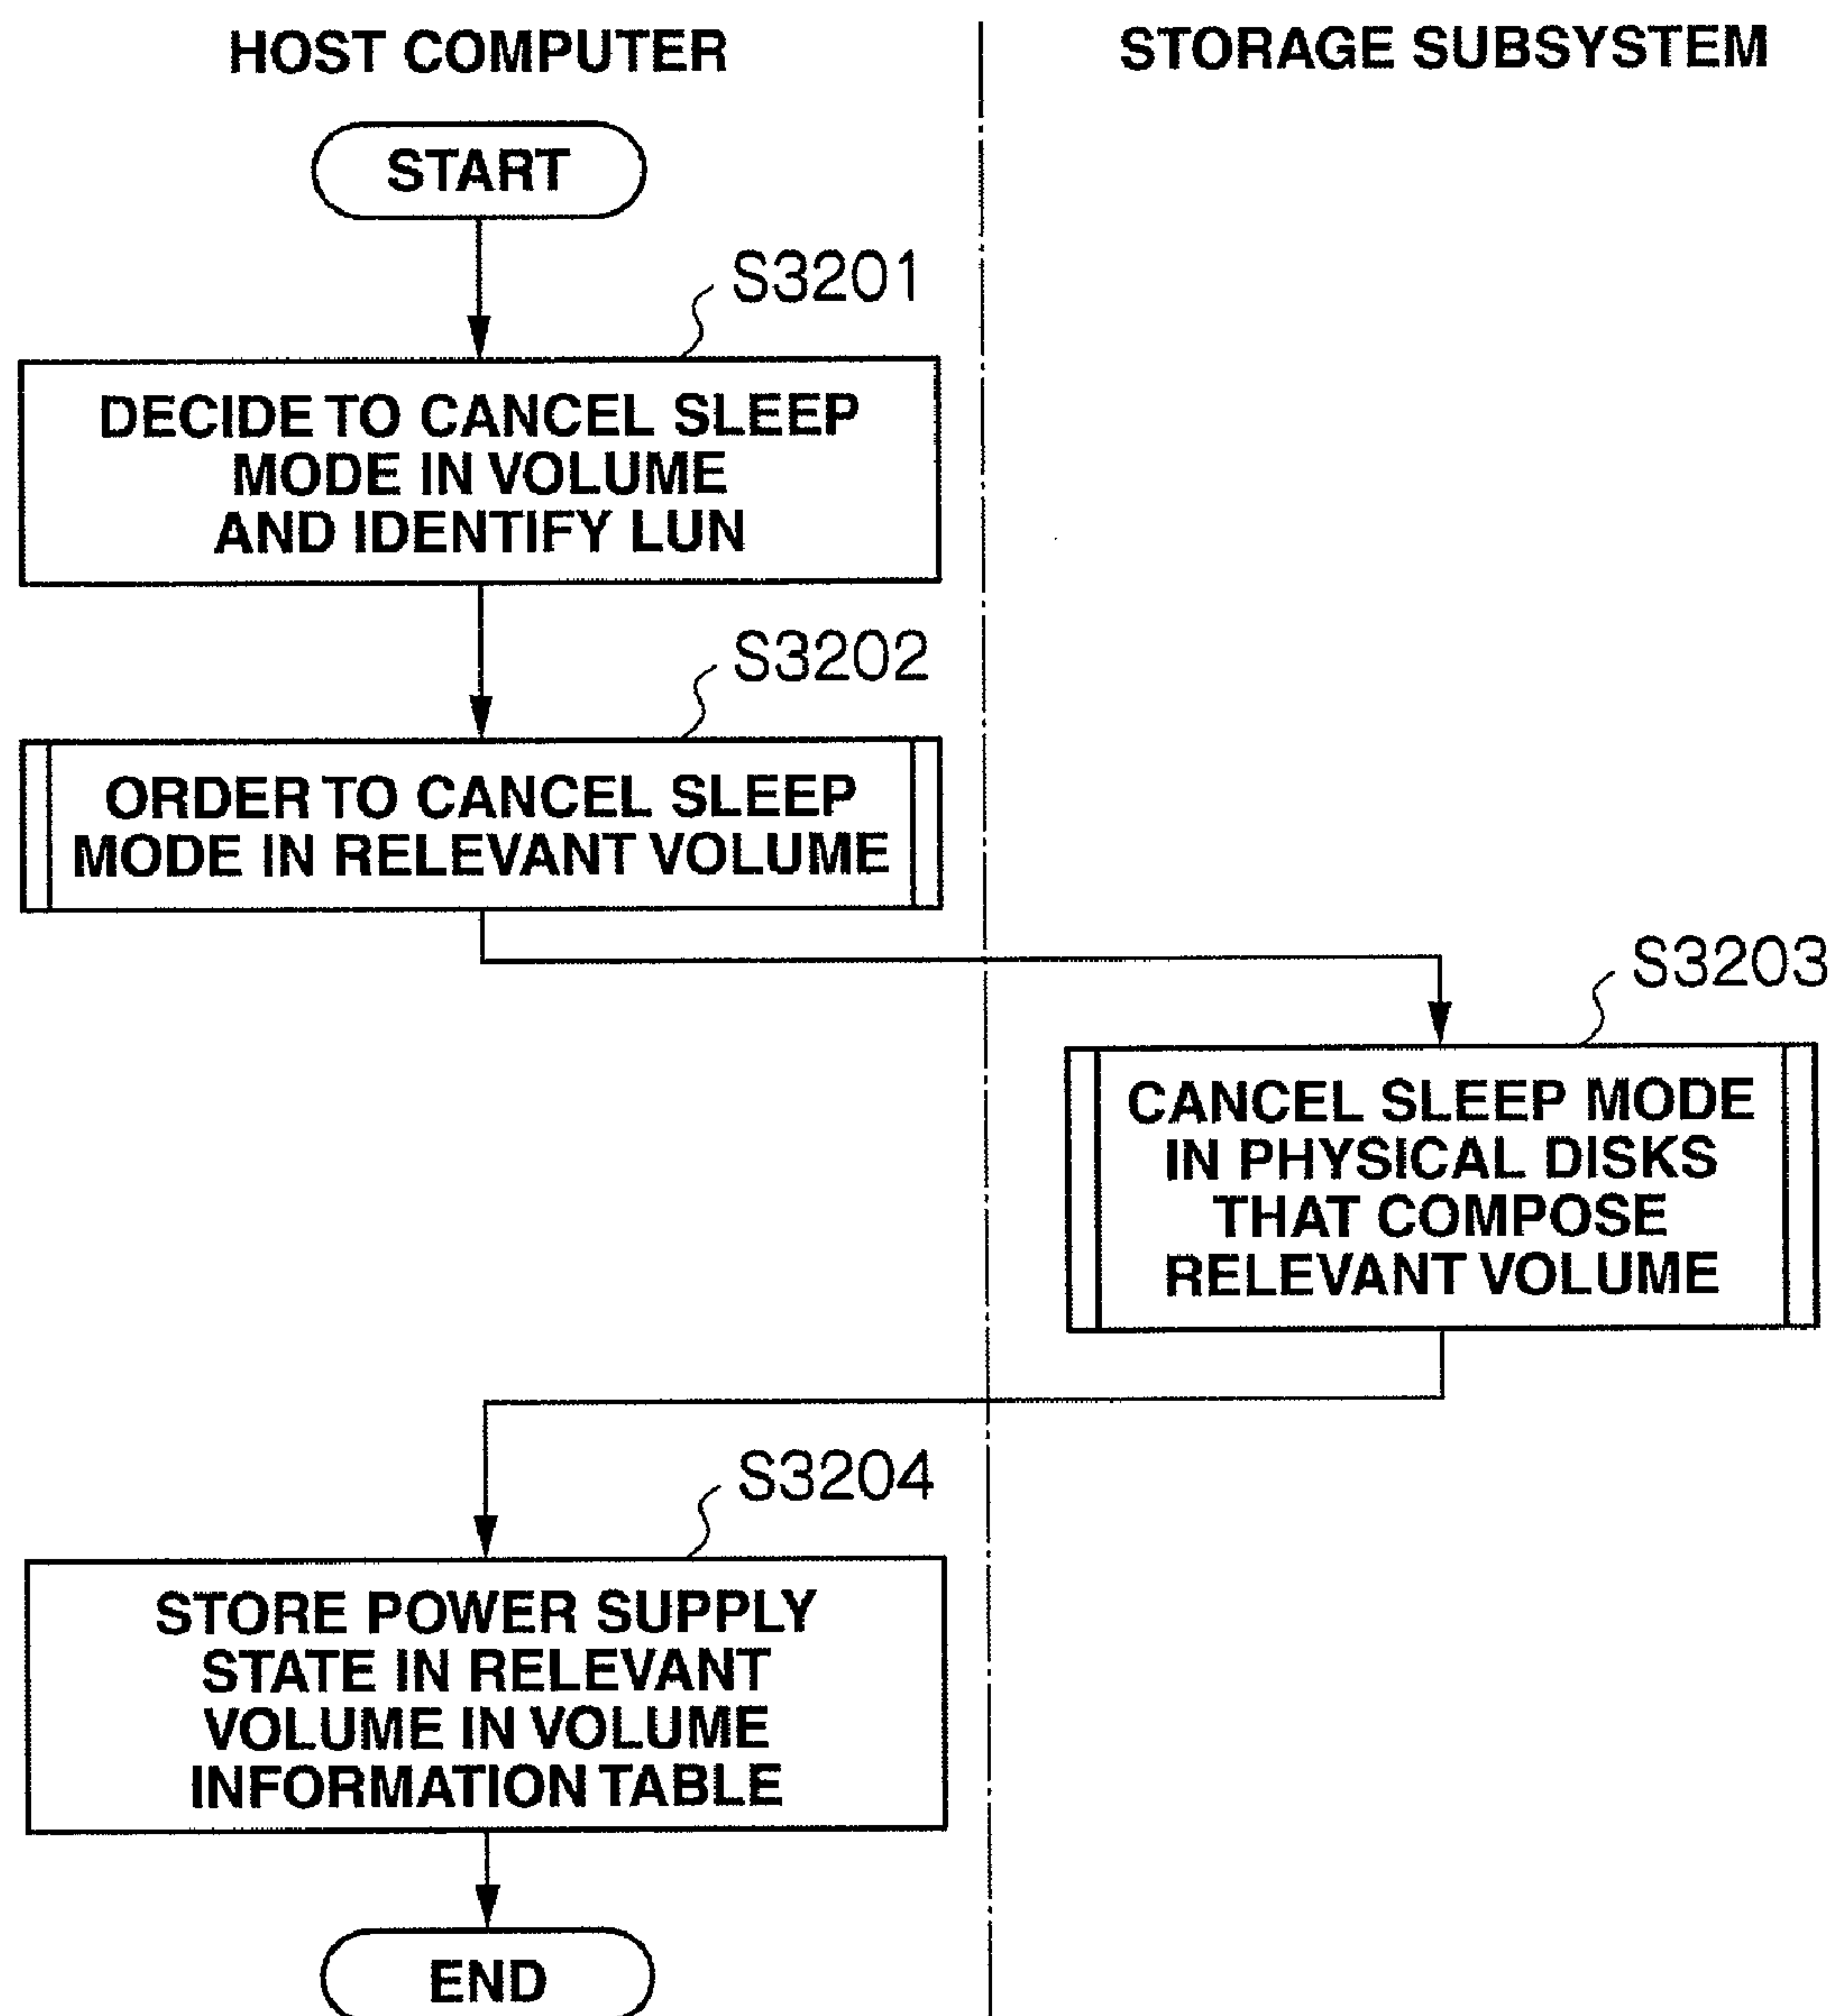 HOST COMPUTER
STORAGE SUBSYSTEM
START
S3201
DECIDE TO CANCEL SLEEP
MODE IN VOLUME
AND IDENTIFY LUN
S3202
ORDER TO CANCEL SLEEP
MODE IN RELEVANT VOLUME
S3203
CANCEL SLEEP MODE
IN PHYSICAL DISKS
THAT COMPOSE
RELEVANT VOLUME
S3204
STORE POWER SUPPLY
STATE IN RELEVANT
VOLUME IN VOLUME
INFORMATION TABLE
END